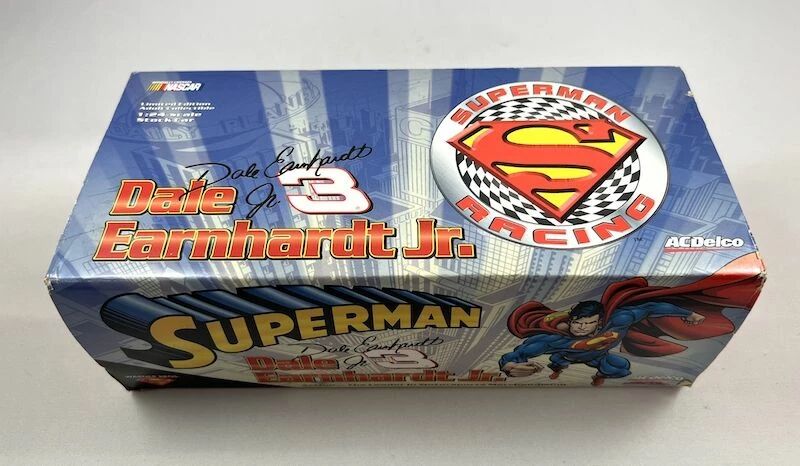 NASCAR
Limited Edition
Adult Collectible
1:24-scale
Stock Car
Dale Earnhardt Jr.
3
Dale
Earnhardt Jr.
SUPERMAN
S
RACING
TM
ACDelco
SUPERMAN
Dale Earnhardt Jr.
3
Dale
Earnhardt Jr.